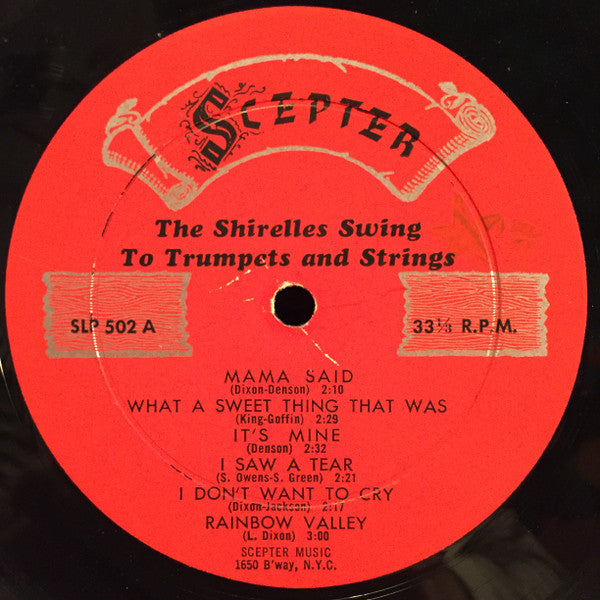 SCEPTER
The Shirelles Swing
To Trumpets and Strings
SLP 502 A
33⅓ R.P.M.
MAMA SAID
(Dixon-Denson) 2:10
WHAT A SWEET THING THAT WAS
(King-Goffin) 2:29
IT'S MINE
(Denson) 2:32
I SAW A TEAR
(S. Owens-S. Green) 2:21
I DON'T WANT TO CRY
(Dixon-Jackson) 2:17
RAINBOW VALLEY
(L. Dixon) 3:00
SCEPTER MUSIC
1650 B'way, N.Y.C.